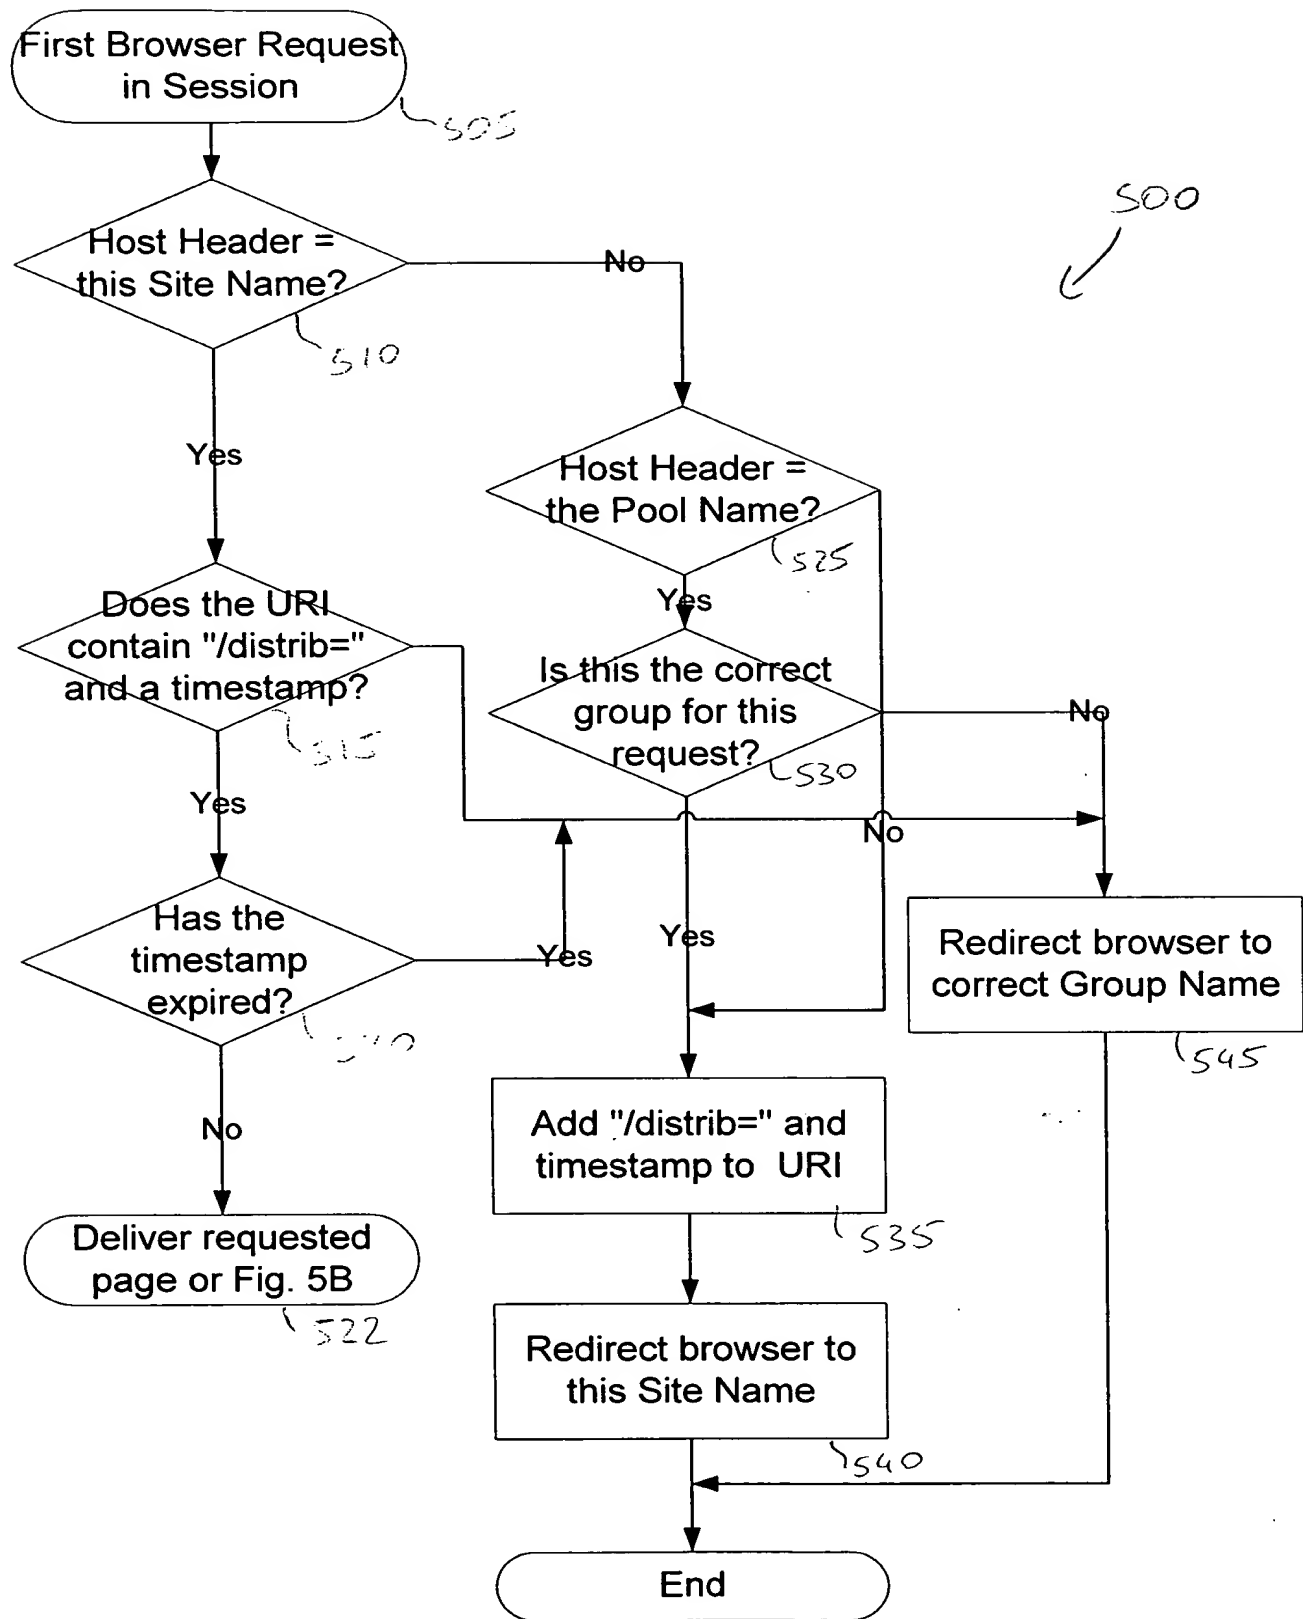 First Browser Request
in Session
505
500
Host Header =
this Site Name?
510
No
Yes
Host Header =
the Pool Name?
525
Yes
Does the URI
contain "/distrib="
and a timestamp?
515
Is this the correct
group for this
request?
530
No
Yes
No
Has the
timestamp
expired?
Yes
Yes
Redirect browser to
correct Group Name
545
No
Add "/distrib=" and
timestamp to URI
535
Deliver requested
page or Fig. 5B
522
Redirect browser to
this Site Name
540
End